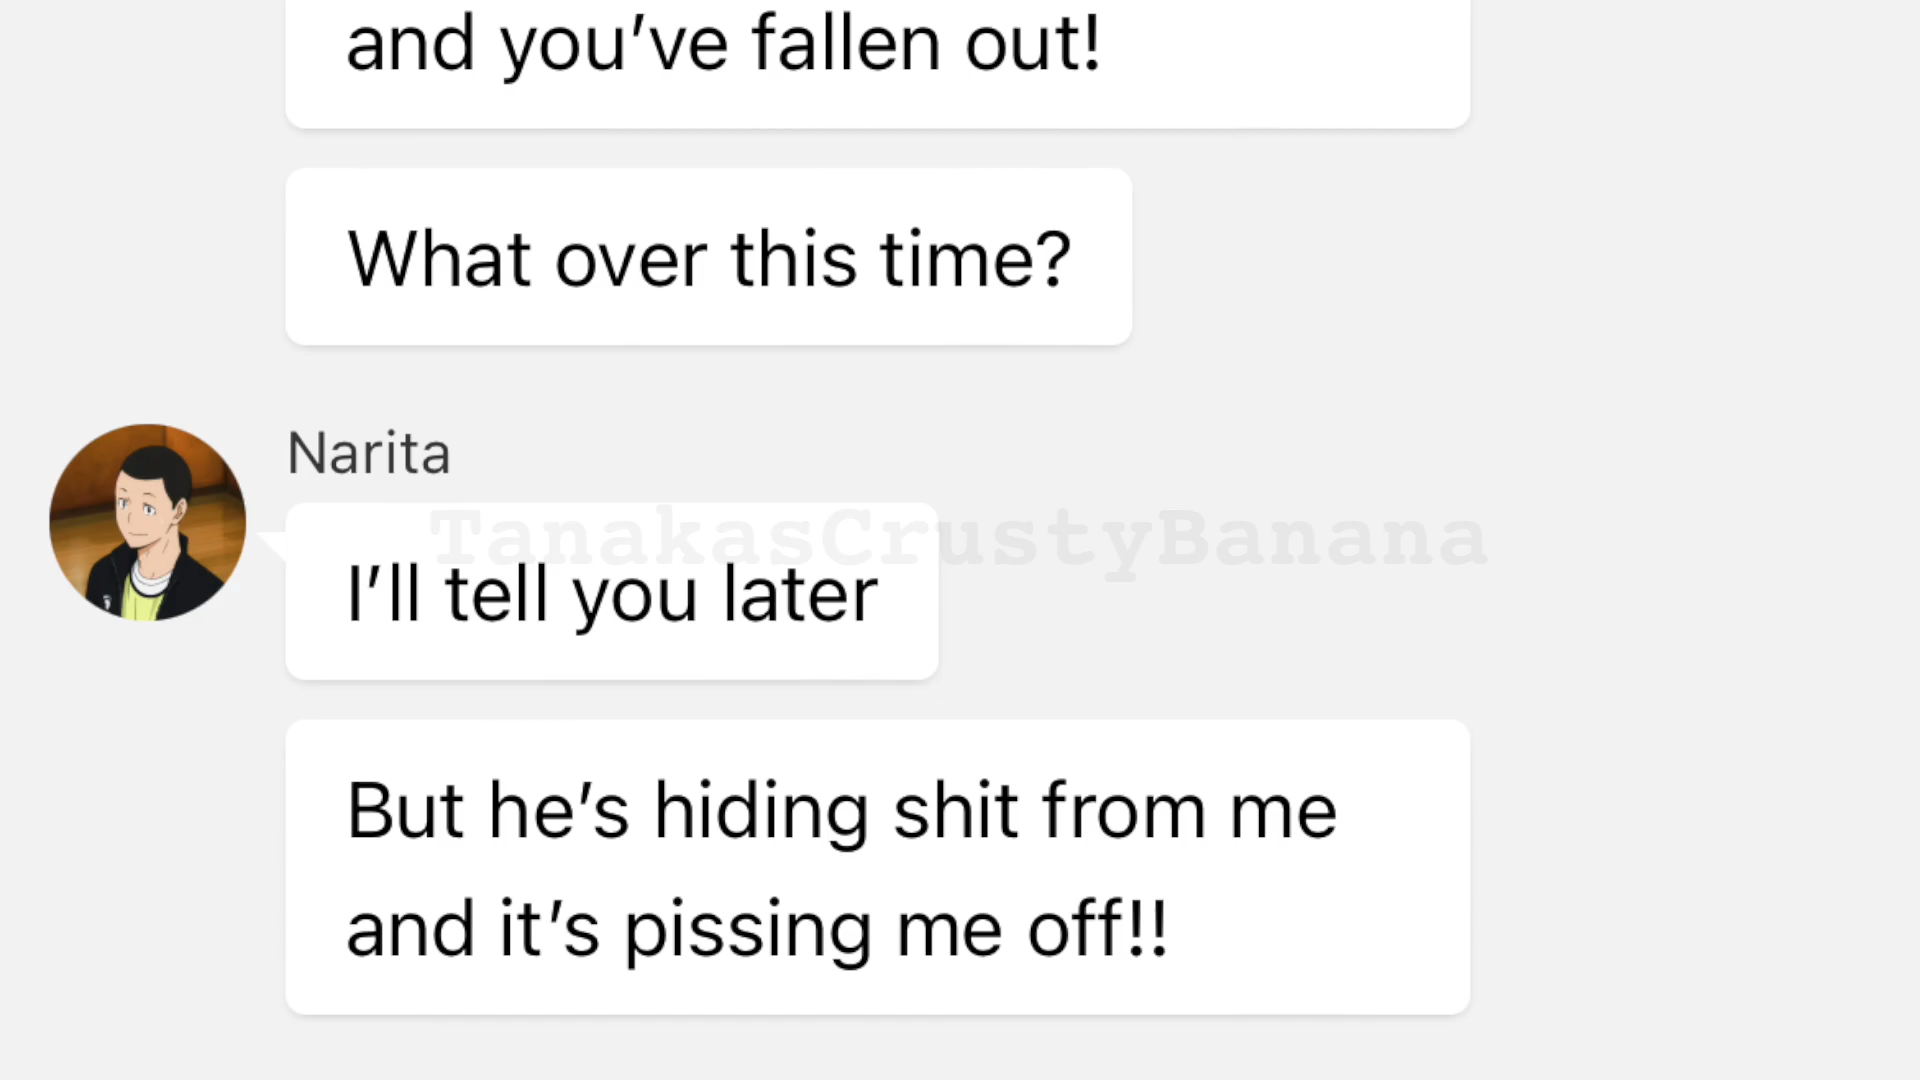 and you’ve fallen out!
What over this time?
Narita
TanakasCrustyBanana
I’ll tell you later
But he’s hiding shit from me
and it’s pissing me off!!